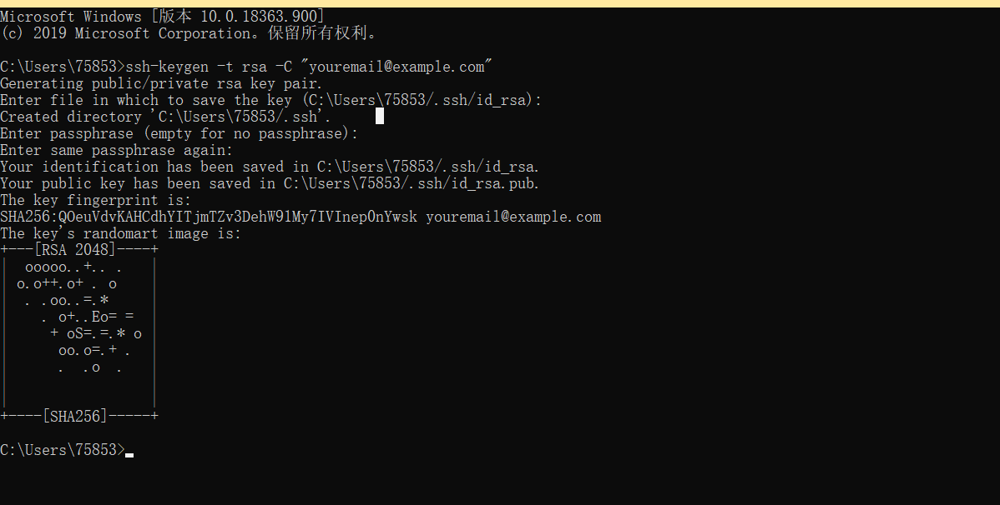 Microsoft Windows [版本 10.0.18363.900]
(c) 2019 Microsoft Corporation。保留所有权利。
C:\Users\75853>ssh-keygen -t rsa -C "youremail@example.com"
Generating public/private rsa key pair.
Enter file in which to save the key (C:\Users\75853/.ssh/id_rsa):
Created directory 'C:\Users\75853/.ssh'.
Enter passphrase (empty for no passphrase):
Enter same passphrase again:
Your identification has been saved in C:\Users\75853/.ssh/id_rsa.
Your public key has been saved in C:\Users\75853/.ssh/id_rsa.pub.
The key fingerprint is:
SHA256:QOeuVdvKAHCdhYITjmTZv3DehW91My7IVInep0nYwsk youremail@example.com
The key's randomart image is:
+---[RSA 2048]----+
|  ooooo..+.. .   |
| o.o++.o+ . o    |
|  . .oo..=.*     |
|    . o+..Eo= =  |
|     + oS=.=.* o |
|      oo.o=.+ .  |
|      .  .o  .   |
|                 |
|                 |
+----[SHA256]-----+
C:\Users\75853>